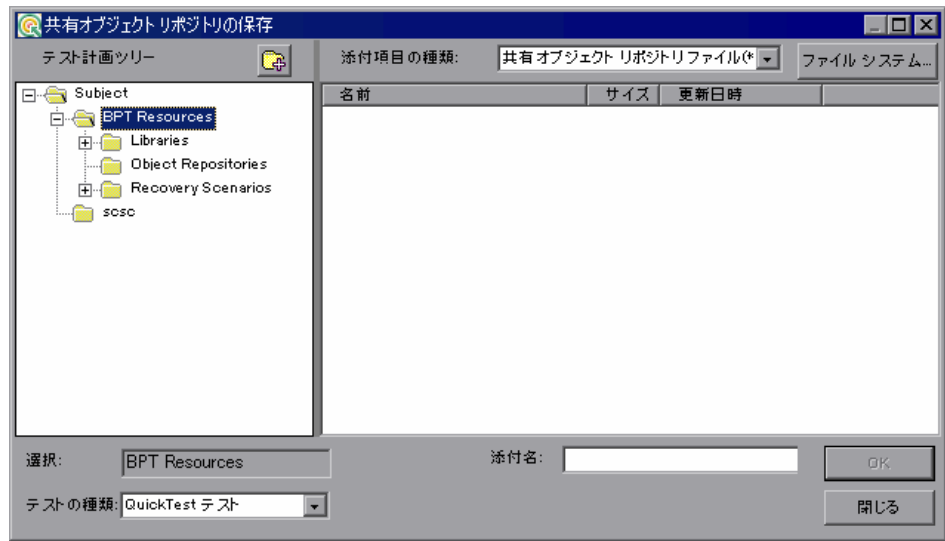 共有オブジェクト リポジトリの保存
テスト計画ツリー
添付項目の種類:
共有オブジェクト リポジトリファイル(*
ファイル システム...
名前
サイズ
更新日時
Subject
BPT Resources
Libraries
Object Repositories
Recovery Scenarios
scsc
選択:
BPT Resources
添付名:
OK
テストの種類:
QuickTest テスト
閉じる